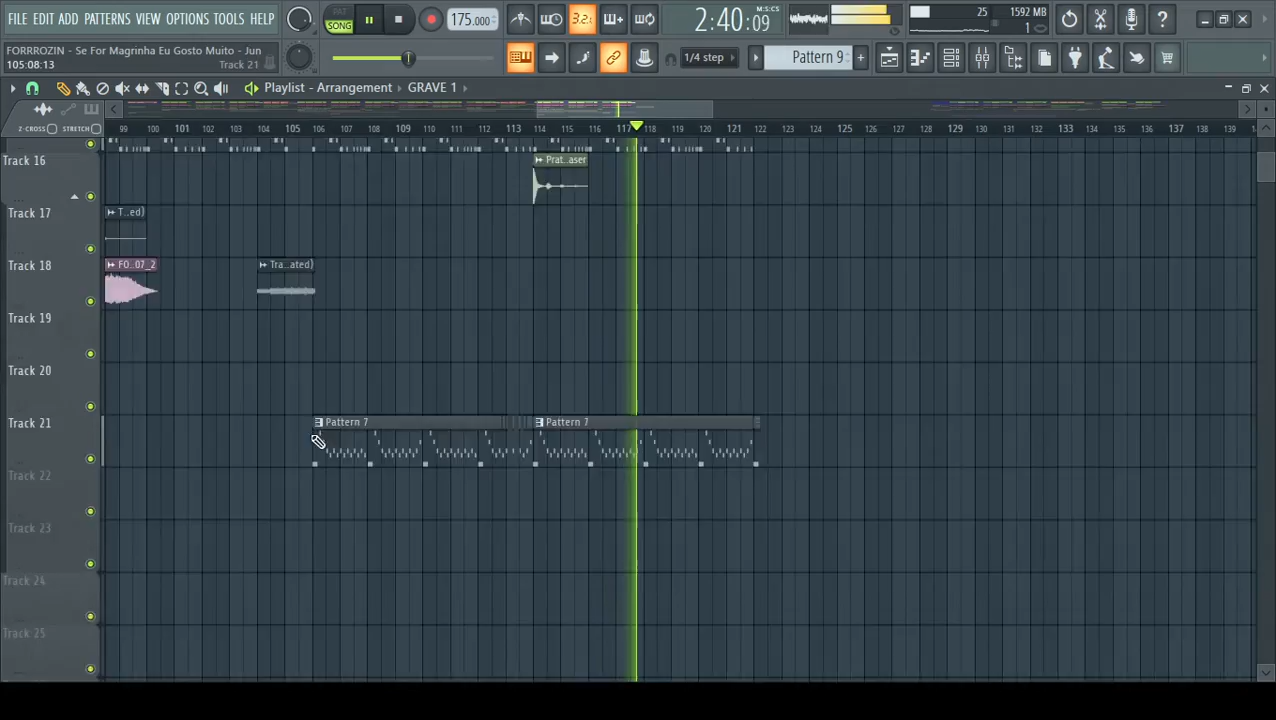 FILE EDIT ADD PATTERNS VIEW OPTIONS TOOLS HELP
PAT
SONG
175.000
3.2.
2:40:09
M:S:CS
25
1592 MB
1
FORRROZIN - Se For Magrinha Eu Gosto Muito - Jun
105:08:13
Track 21
1/4 step
Pattern 9
Playlist - Arrangement
GRAVE 1
Z-CROSS
STRETCH
99 100 101 102 103 104 105 106 107 108 109 110 111 112 113 114 115 116 117 118 119 120 121 122 123 124 125 126 127 128 129 130 131 132 133 134 135 136 137 138
Track 16
Prat..aser
Track 17
T..ed)
Track 18
FO..07_2
Tra..ated)
Track 19
Track 20
Track 21
Pattern 7
Pattern 7
Track 22
Track 23
Track 24
Track 25